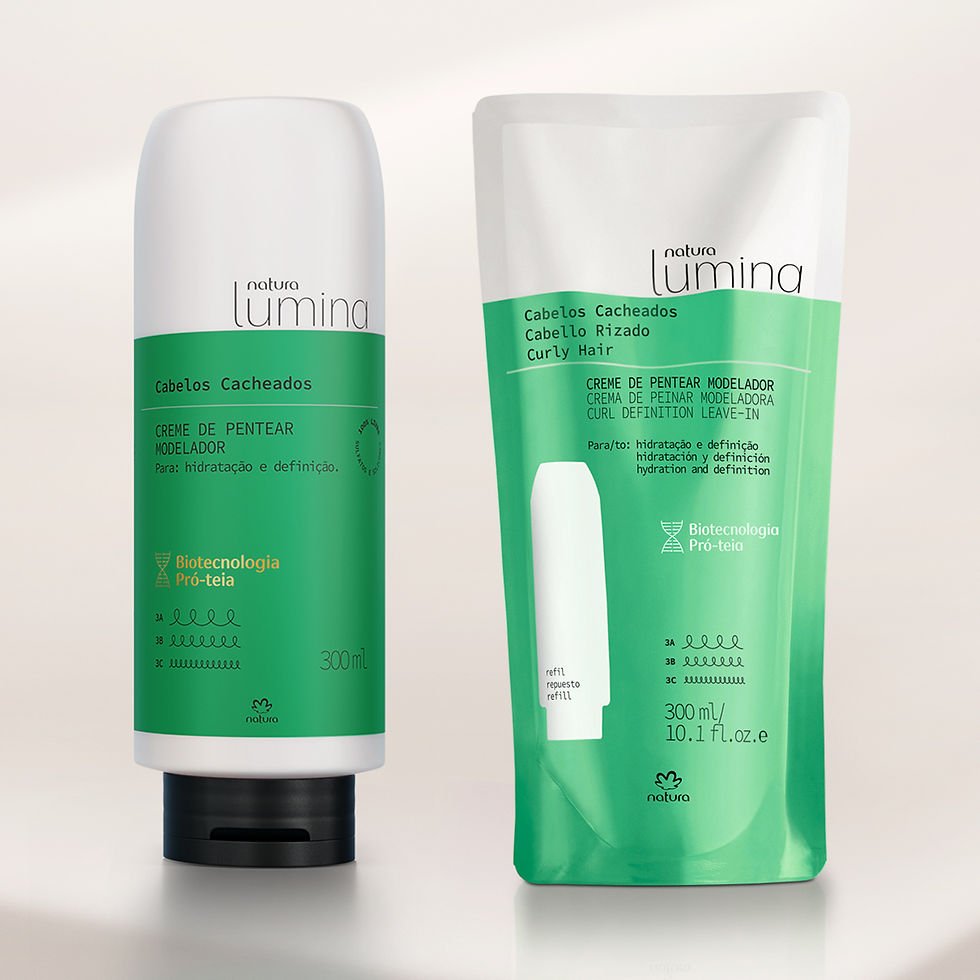 natura
lumina
Cabelos Cacheados
CREME DE PENTEAR
MODELADOR
Para: hidratação e definição.
Biotecnologia
Pró-teia
3A
3B
3C
300 ml
natura
natura
lumina
Cabelos Cacheados
Cabello Rizado
Curly Hair
CREME DE PENTEAR MODELADOR
CREMA DE PEINAR MODELADORA
CURL DEFINITION LEAVE-IN
Para/to: hidratação e definição
hidratación y definición
hydration and definition
Biotecnologia
Pró-teia
refil
repuesto
refill
3A
3B
3C
300 ml/
10.1 fl.oz.e
natura